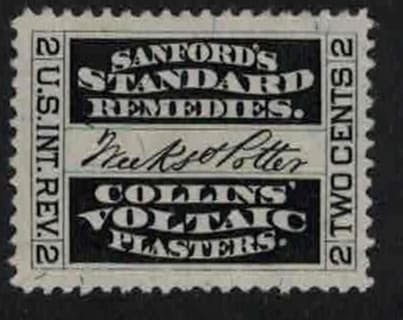 2 U.S. INT. REV. 2
SANFORD'S
STANDARD
REMEDIES.
Weeks & Potter
COLLINS'
VOLTAIC
PLASTERS.
2 TWO CENTS 2